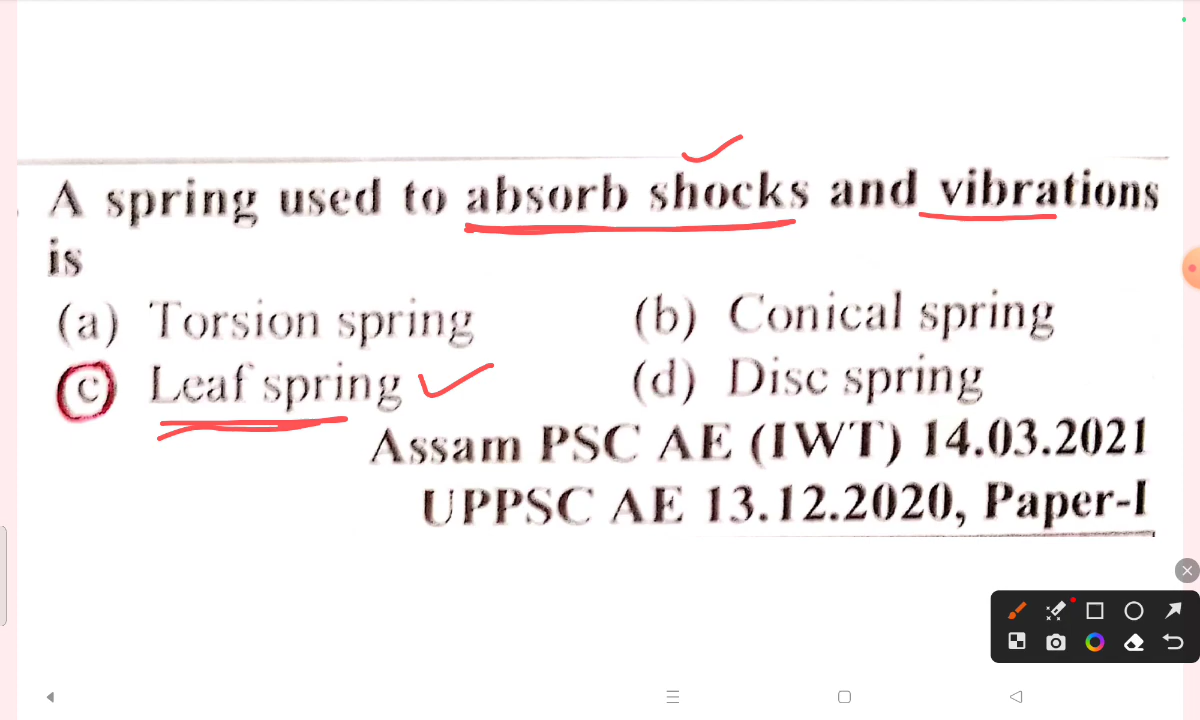 A spring used to absorb shocks and vibrations
is
(a) Torsion spring (b) Conical spring
(c) Leaf spring (d) Disc spring
Assam PSC AE (IWT) 14.03.2021
UPPSC AE 13.12.2020, Paper-I